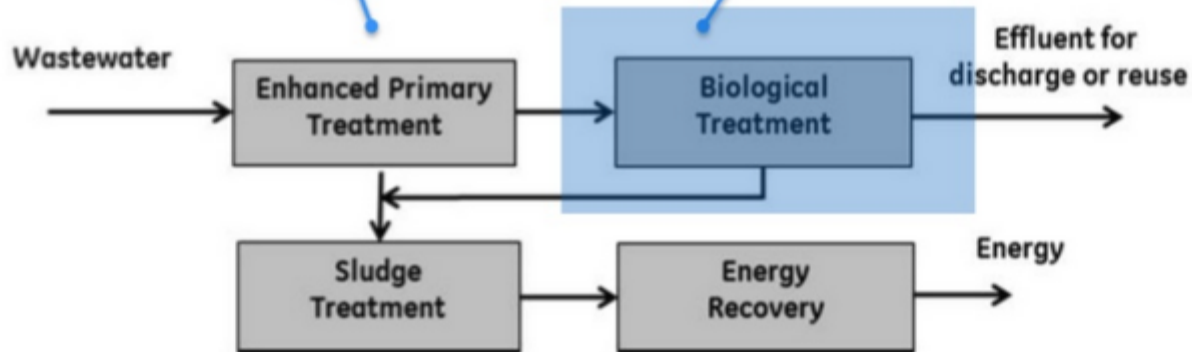 Wastewater
Enhanced Primary
Treatment
Biological
Treatment
Effluent for
discharge or reuse
Sludge
Treatment
Energy
Recovery
Energy